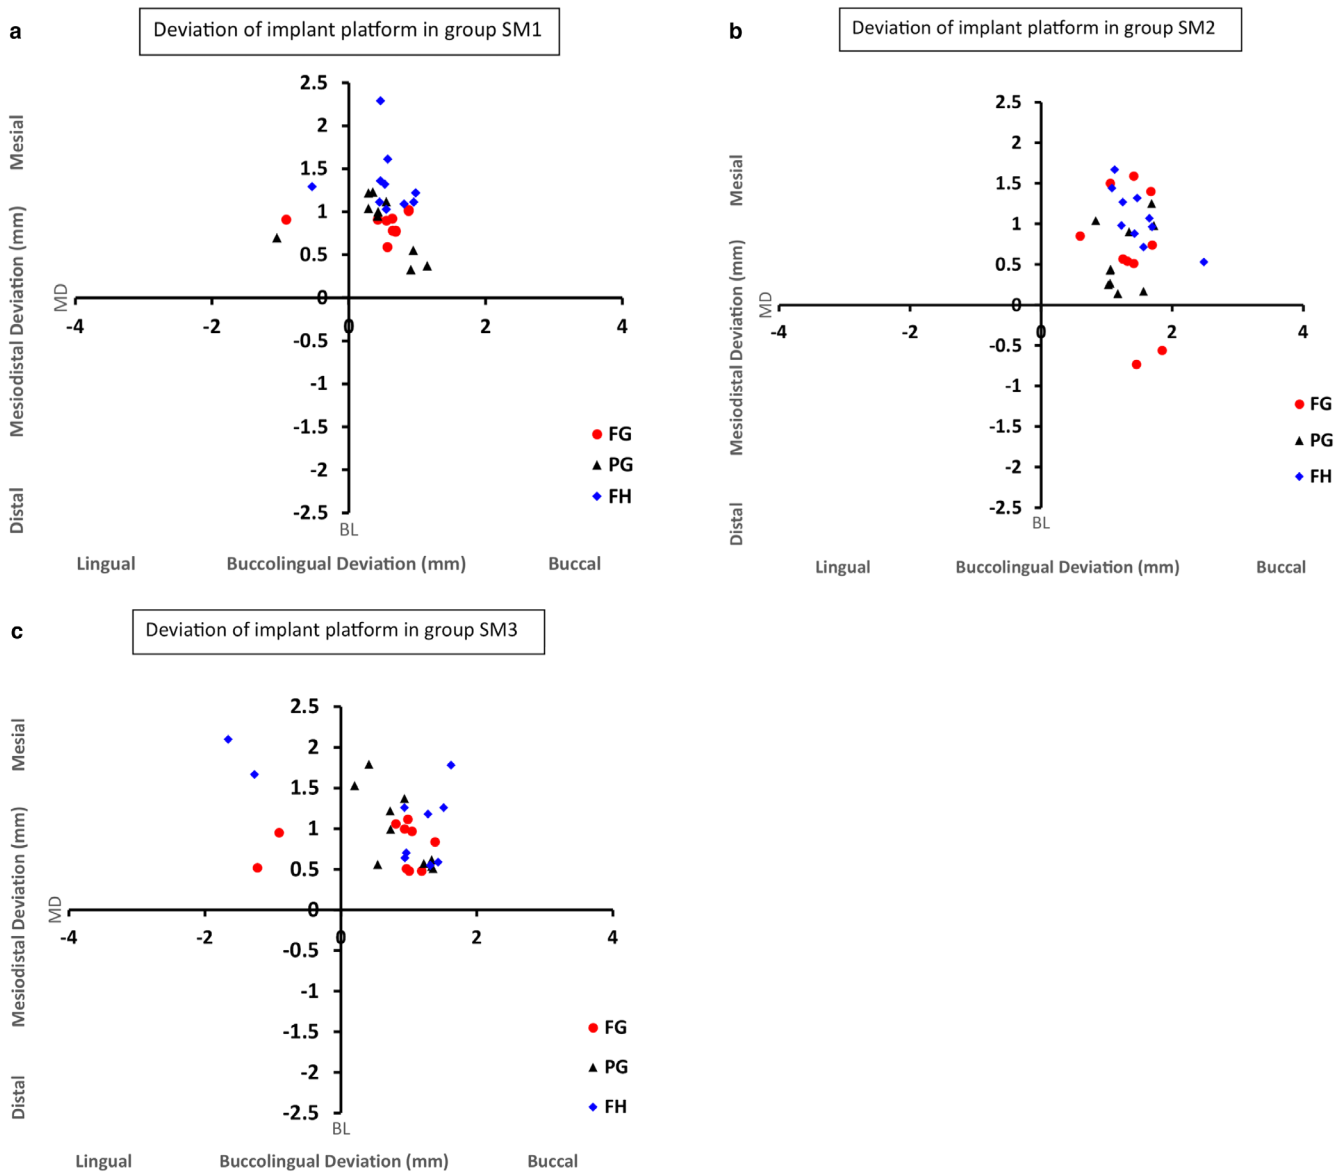 a
Deviation of implant platform in group SM1
Mesial
Mesiodistal Deviation (mm)
Distal
2.5
2
1.5
1
0.5
0
-0.5
-1
-1.5
-2
-2.5
MD
-4
-2
0
2
4
BL
FG
PG
FH
Lingual
Buccolingual Deviation (mm)
Buccal
b
Deviation of implant platform in group SM2
Mesial
Mesiodistal Deviation (mm)
Distal
2.5
2
1.5
1
0.5
0
-0.5
-1
-1.5
-2
-2.5
MD
-4
-2
0
2
4
BL
FG
PG
FH
Lingual
Buccolingual Deviation (mm)
Buccal
c
Deviation of implant platform in group SM3
Mesial
Mesiodistal Deviation (mm)
Distal
2.5
2
1.5
1
0.5
0
-0.5
-1
-1.5
-2
-2.5
MD
-4
-2
0
2
4
BL
FG
PG
FH
Lingual
Buccolingual Deviation (mm)
Buccal